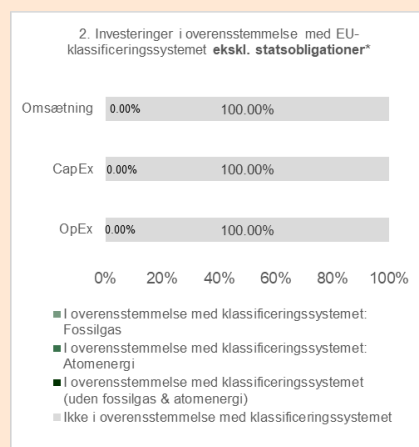 2. Investeringer i overensstemmelse med EU-
klassificeringssystemet ekskl. statsobligationer*
Omsætning 0.00% 100.00%
CapEx 0.00% 100.00%
OpEx 0.00% 100.00%
0% 20% 40% 60% 80% 100%
I overensstemmelse med klassificeringssystemet:
Fossilgas
I overensstemmelse med klassificeringssystemet:
Atomenergi
I overensstemmelse med klassificeringssystemet
(uden fossilgas & atomenergi)
Ikke i overensstemmelse med klassificeringssystemet